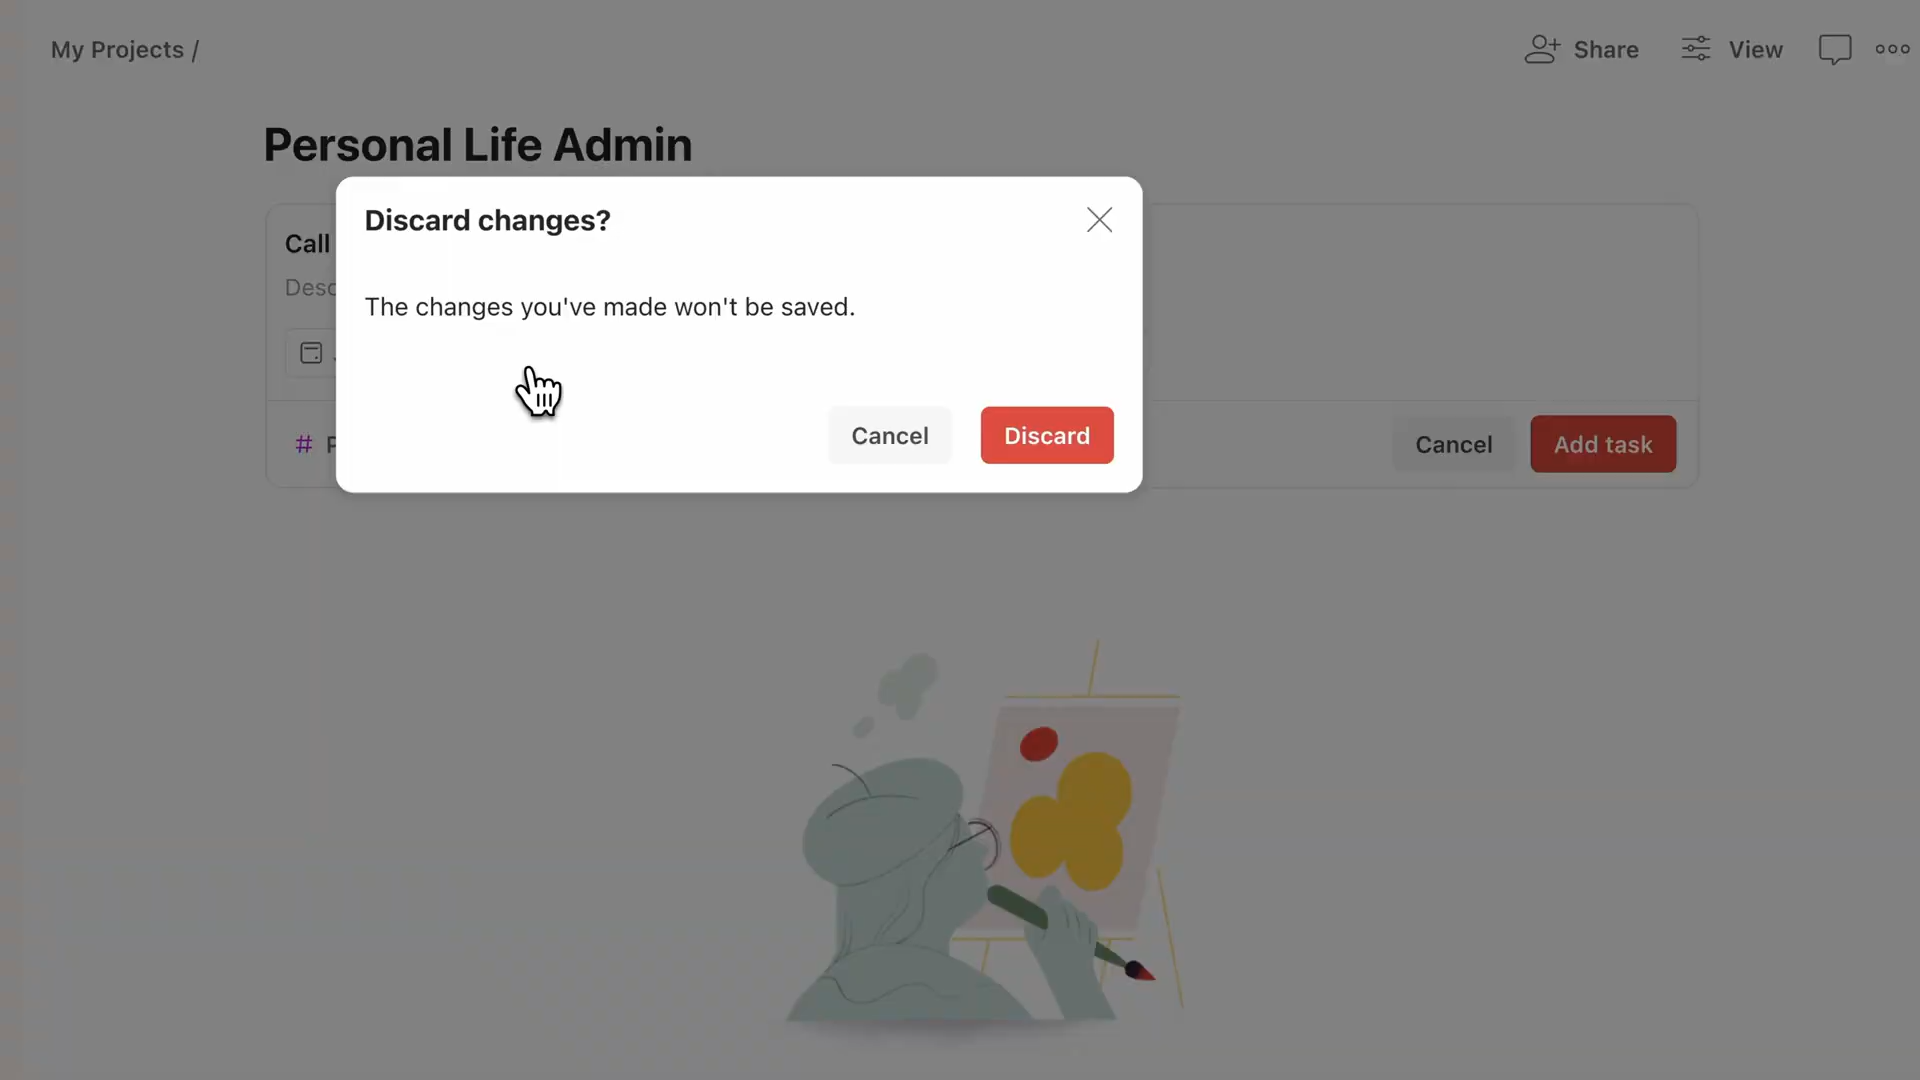 My Projects /
Share
View
Personal Life Admin
Discard changes?
Call
The changes you've made won't be saved.
Cancel
Discard
#
Cancel
Add task